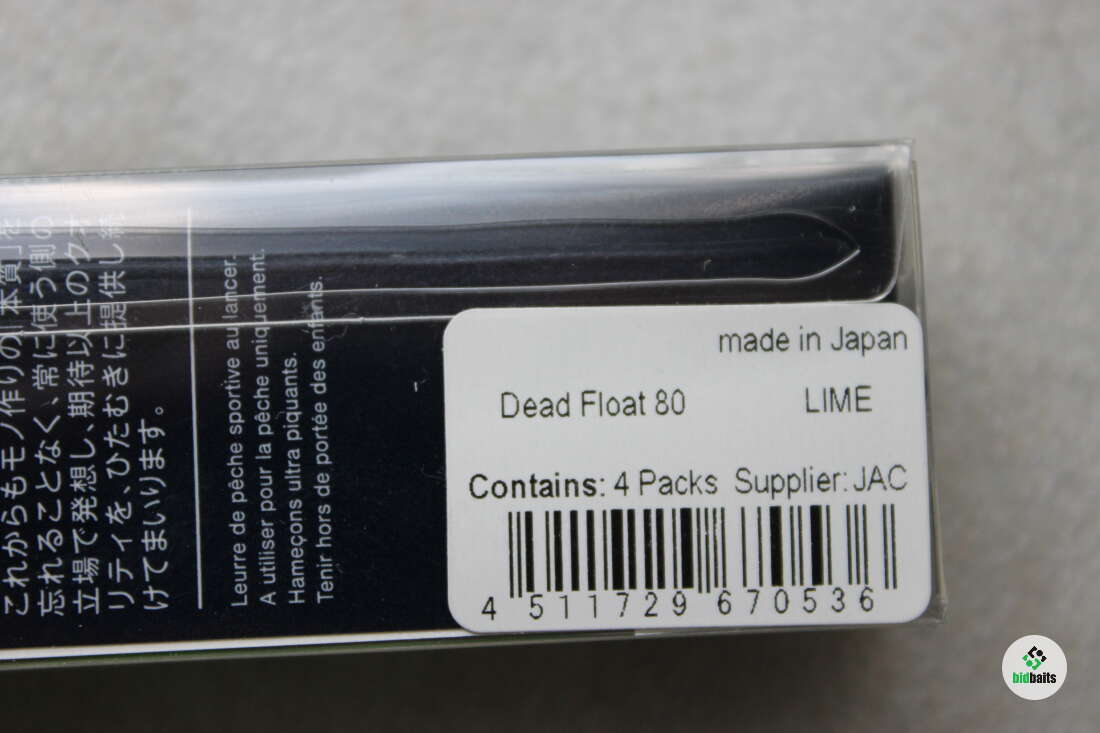 これからもモノ作りの「本質」を
忘れることなく、常に使う側の
立場で発想し、期待以上のクオ
リティを、ひたむきに提供し続
けてまいります。
Leurre de pêche sportive au lancer.
A utiliser pour la pêche uniquement.
Hameçons ultra piquants.
Tenir hors de portée des enfants.
made in Japan
Dead Float 80 LIME
Contains: 4 Packs Supplier: JAC
4 511729 670536
bidbaits